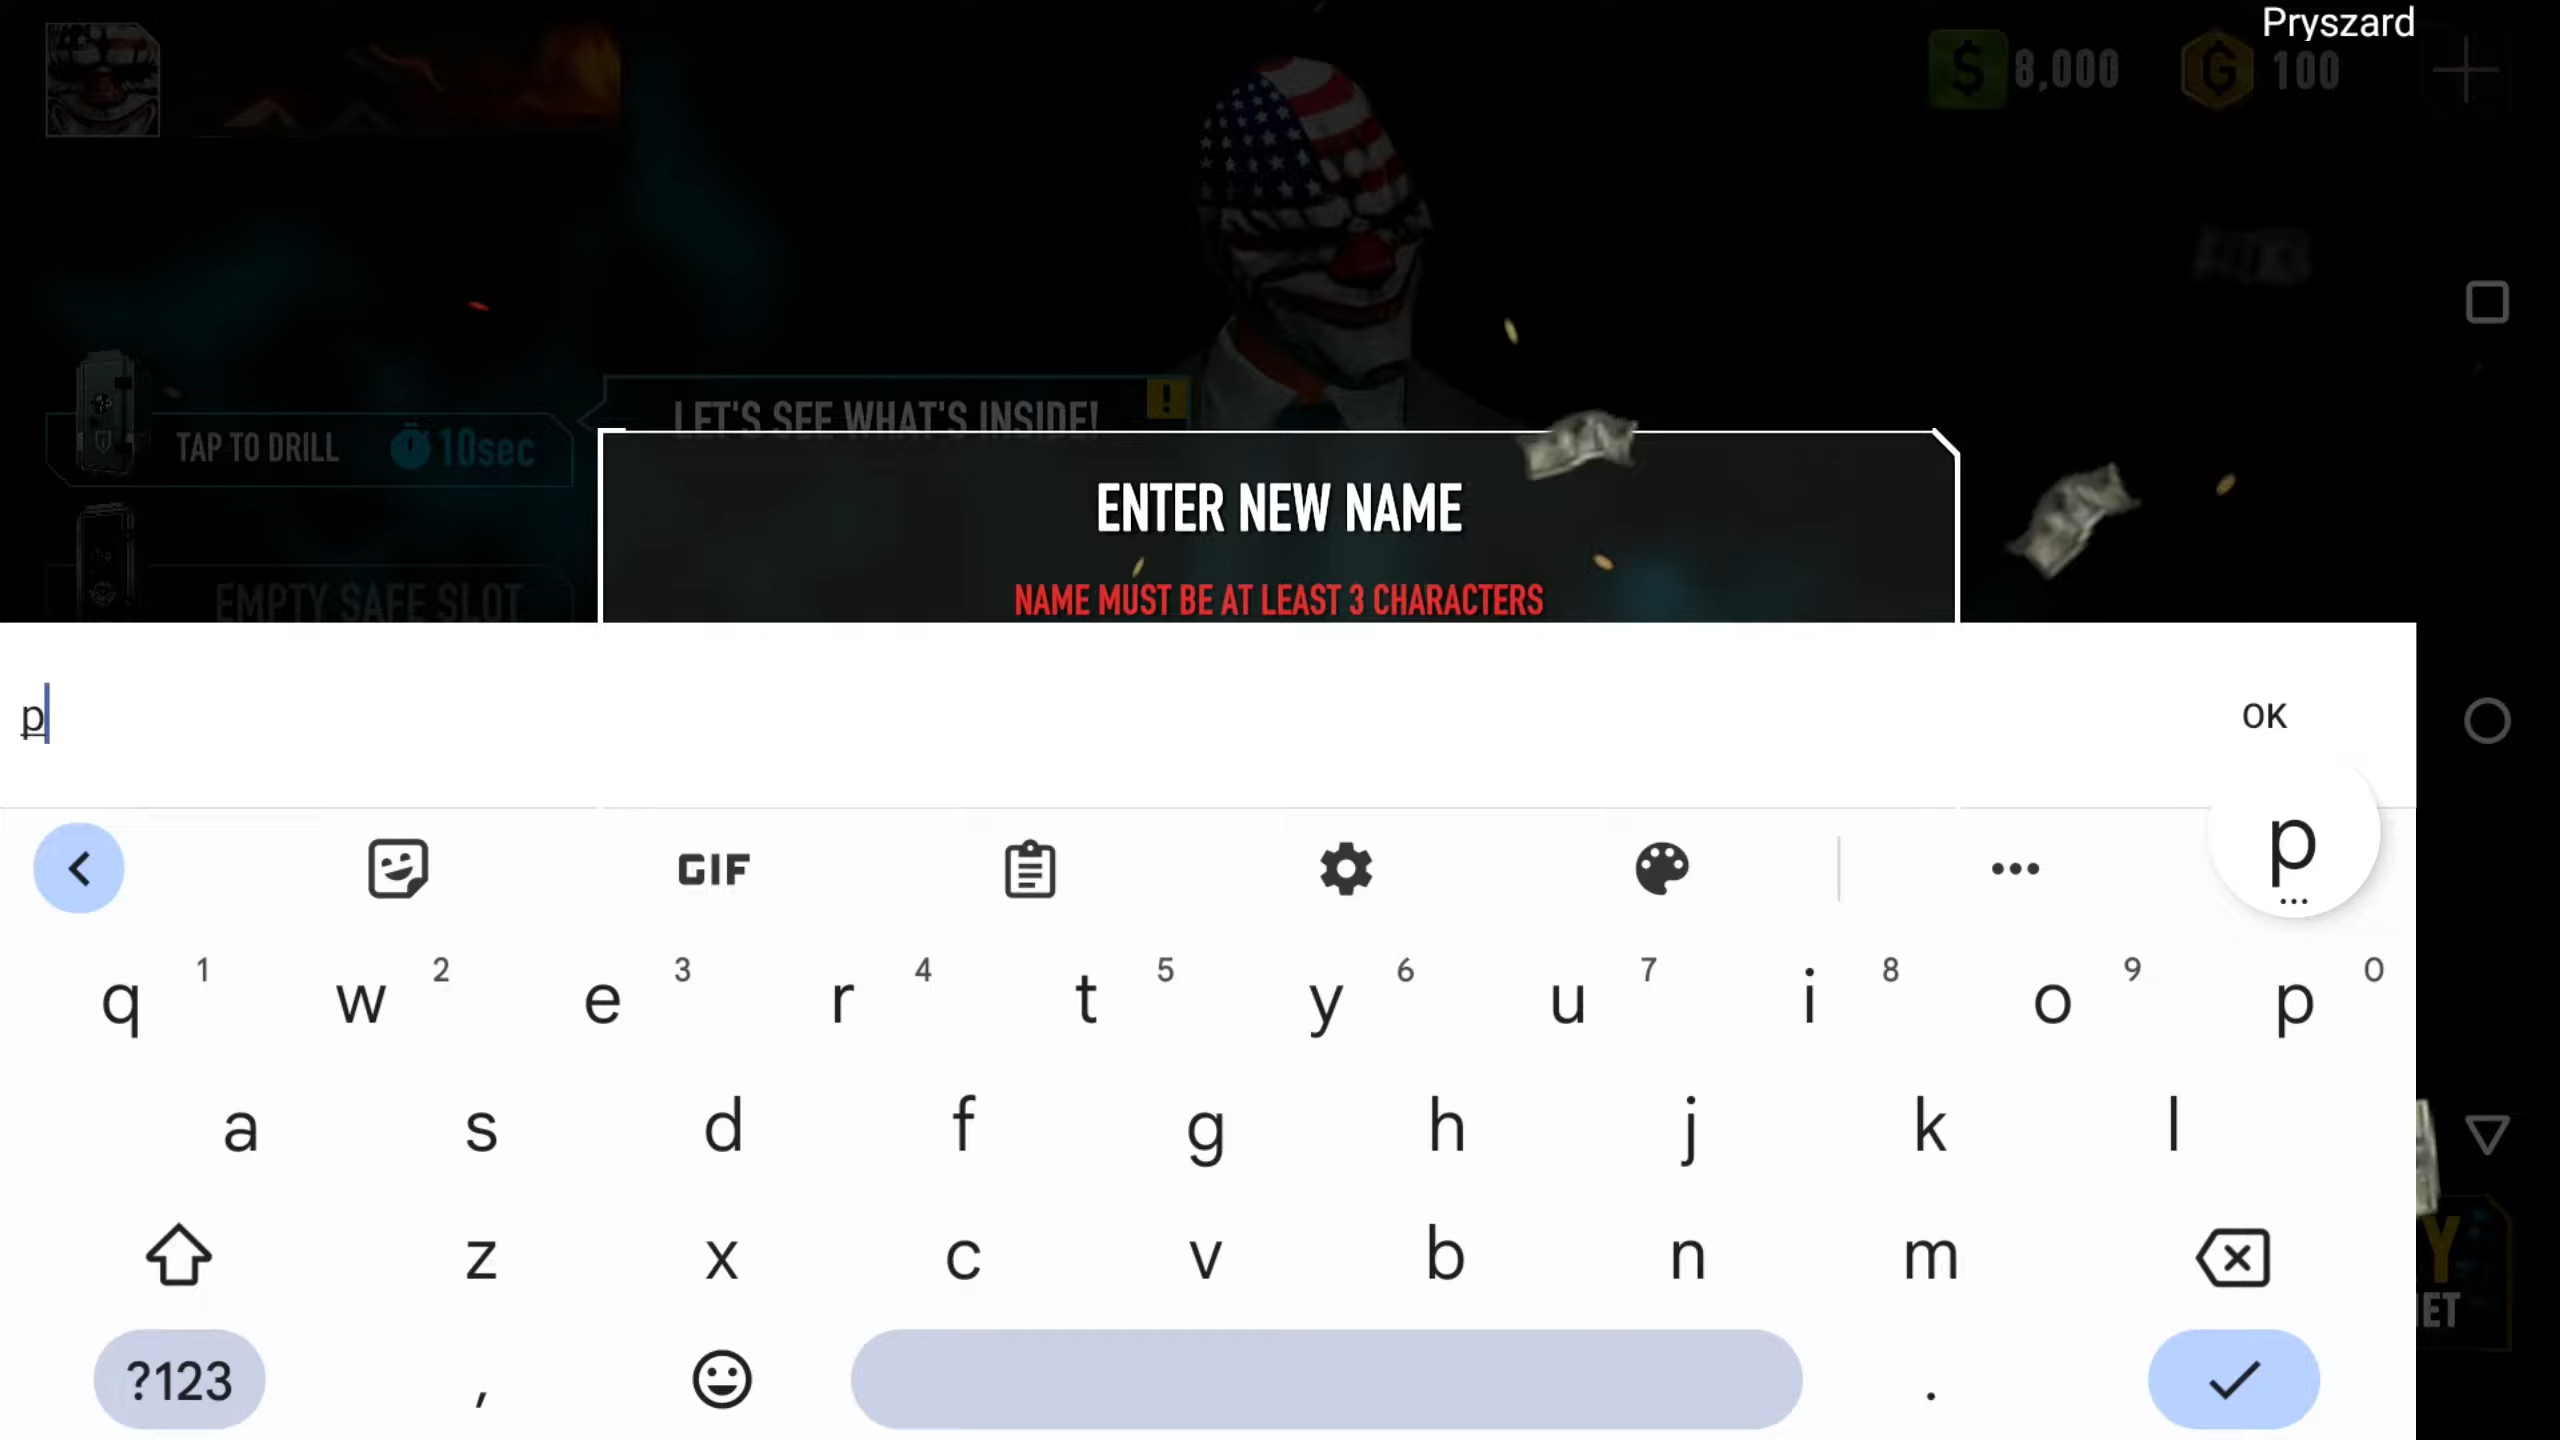 Pryszard
8,000
100
LET'S SEE WHAT'S INSIDE!
!
TAP TO DRILL 10sec
ENTER NEW NAME
EMPTY SAFE SLOT
NAME MUST BE AT LEAST 3 CHARACTERS
p
OK
p
GIF
q 1 w 2 e 3 r 4 t 5 y 6 u 7 i 8 o 9 p 0
a s d f g h j k l
z x c v b n m
?123 , .